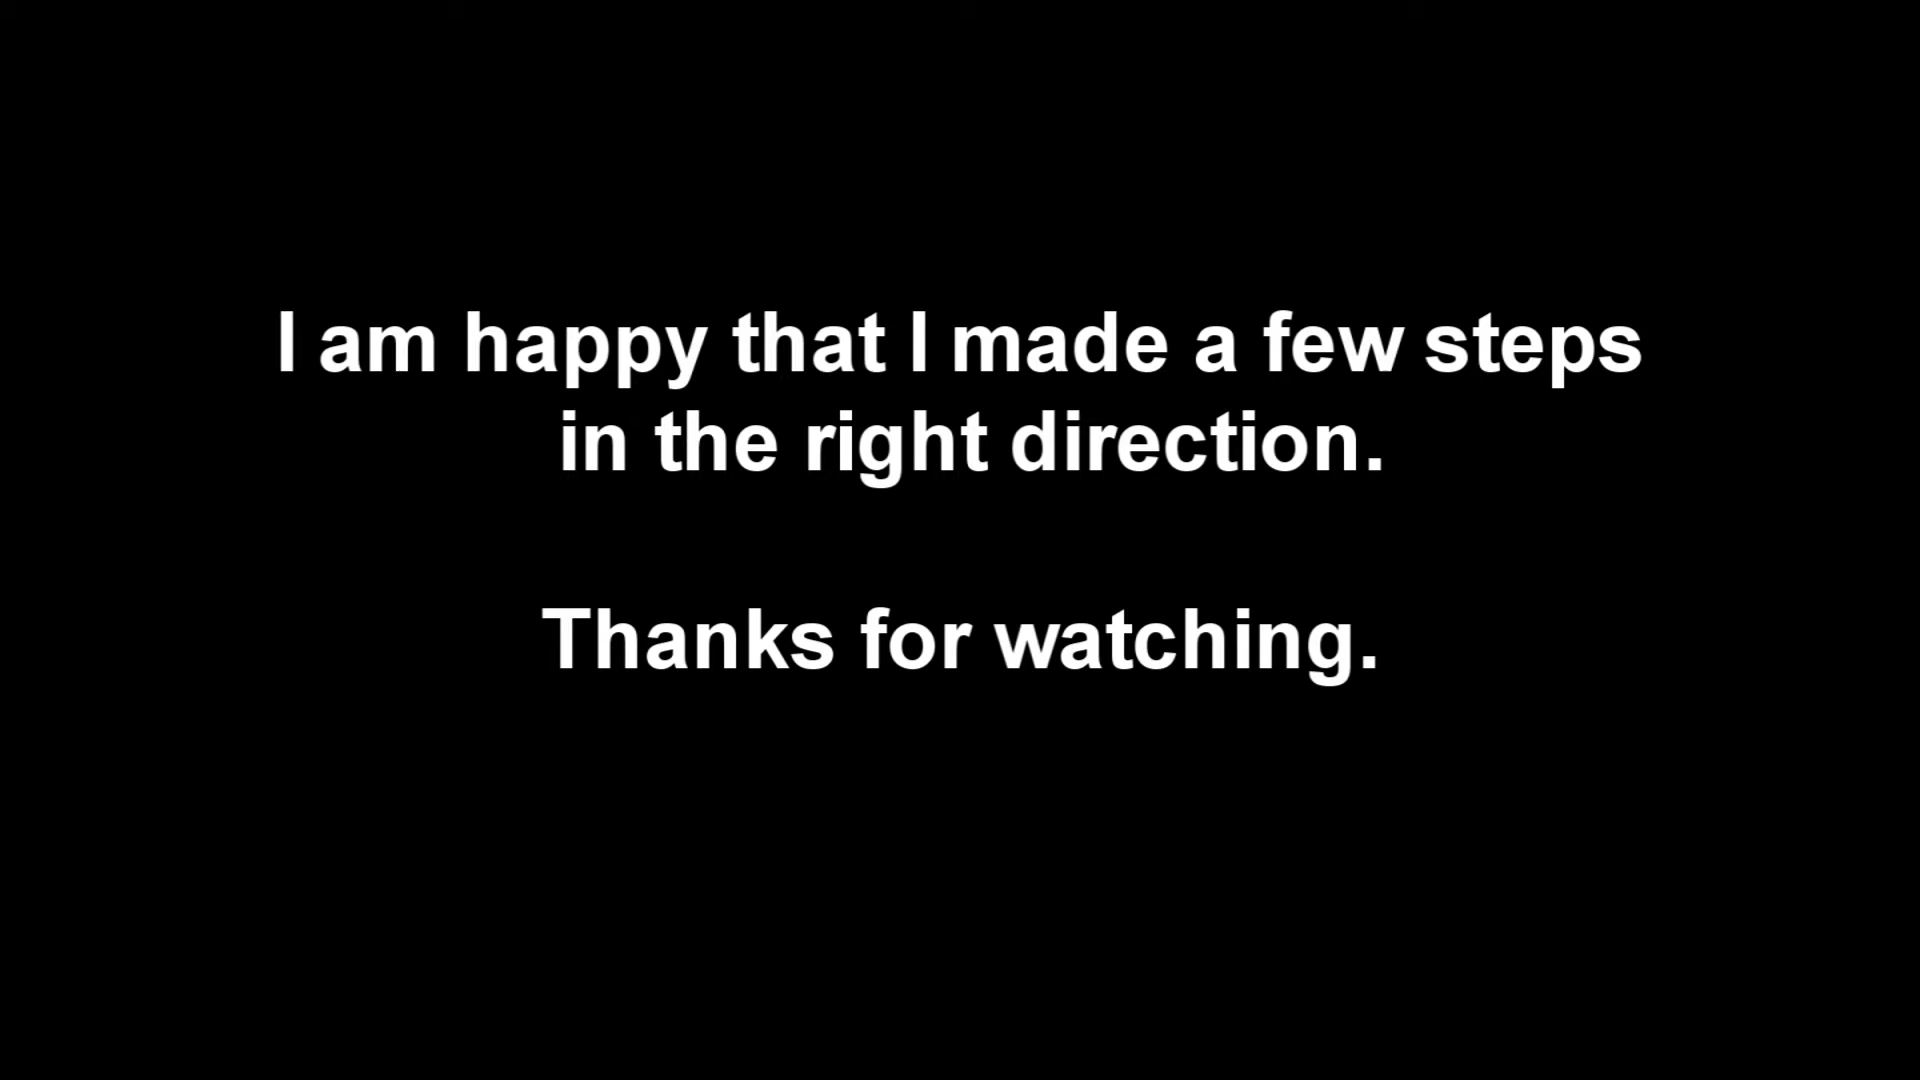 I am happy that I made a few steps
in the right direction.
Thanks for watching.